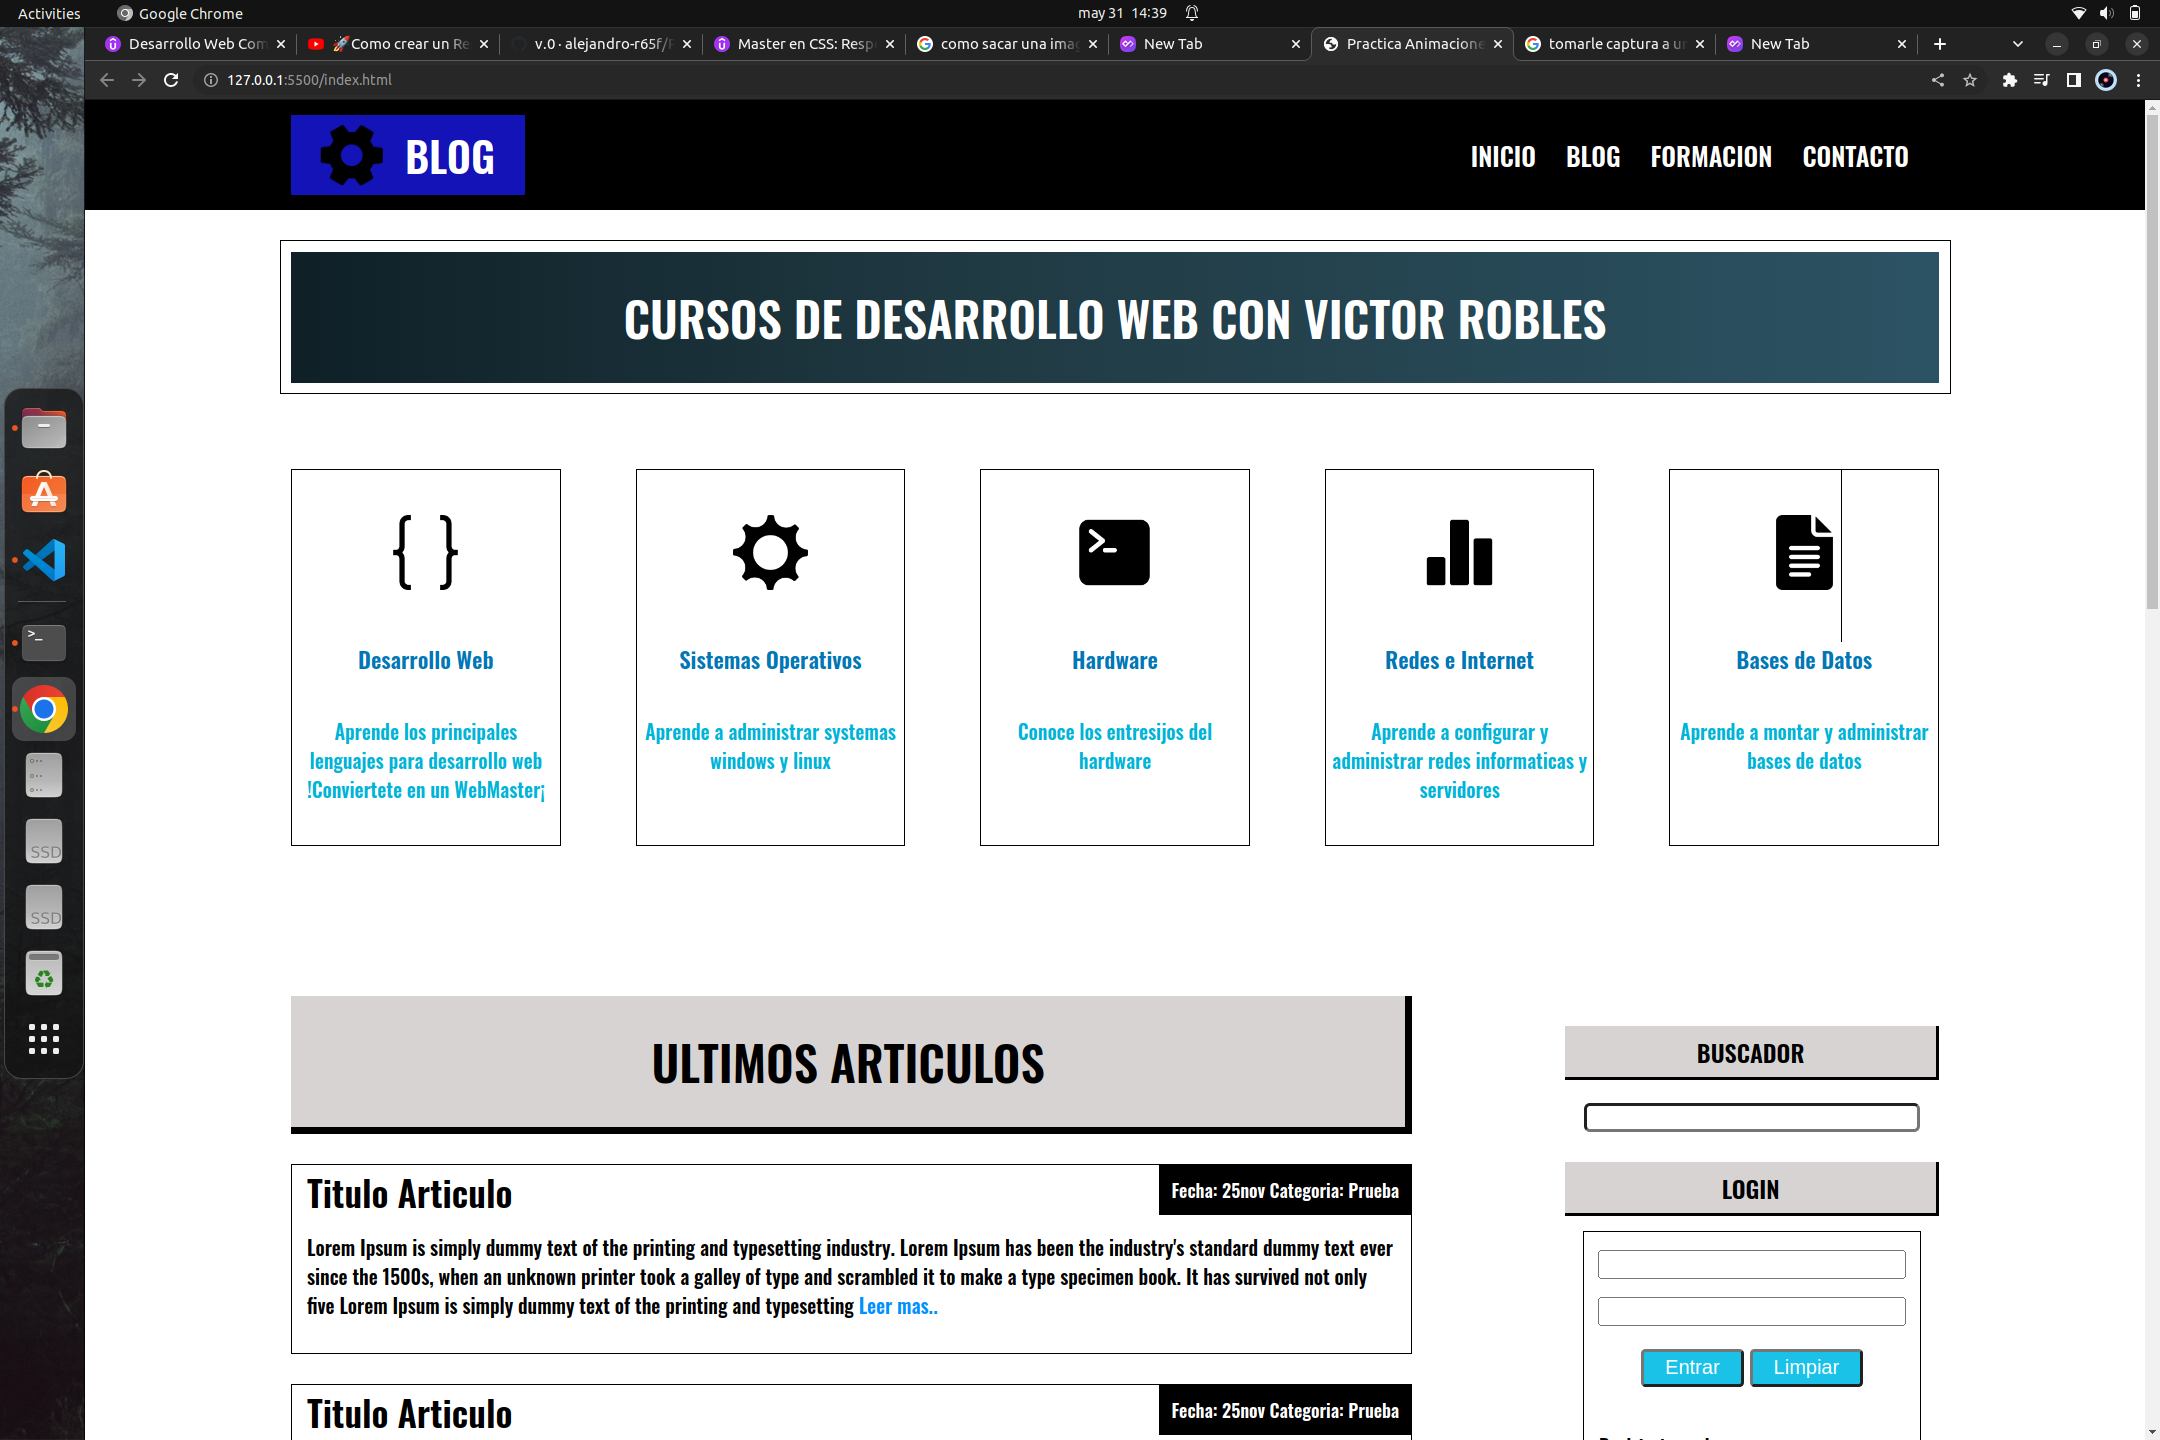 Activities
Google Chrome
may 31 14:39
Desarrollo Web Com
Como crear un Re
v.0 · alejandro-r65f/
Master en CSS: Resp
como sacar una ima
New Tab
Practica Animacione
tomarle captura a u
New Tab
127.0.0.1:5500/index.html
BLOG
INICIO BLOG FORMACION CONTACTO
CURSOS DE DESARROLLO WEB CON VICTOR ROBLES
Desarrollo Web
Aprende los principales
lenguajes para desarrollo web
!Conviertete en un WebMaster¡
Sistemas Operativos
Aprende a administrar systemas
windows y linux
Hardware
Conoce los entresijos del
hardware
Redes e Internet
Aprende a configurar y
administrar redes informaticas y
servidores
Bases de Datos
Aprende a montar y administrar
bases de datos
SSD
SSD
ULTIMOS ARTICULOS
Titulo Articulo
Fecha: 25nov Categoria: Prueba
Lorem Ipsum is simply dummy text of the printing and typesetting industry. Lorem Ipsum has been the industry's standard dummy text ever
since the 1500s, when an unknown printer took a galley of type and scrambled it to make a type specimen book. It has survived not only
five Lorem Ipsum is simply dummy text of the printing and typesetting Leer mas..
Titulo Articulo
Fecha: 25nov Categoria: Prueba
BUSCADOR
LOGIN
Entrar
Limpiar